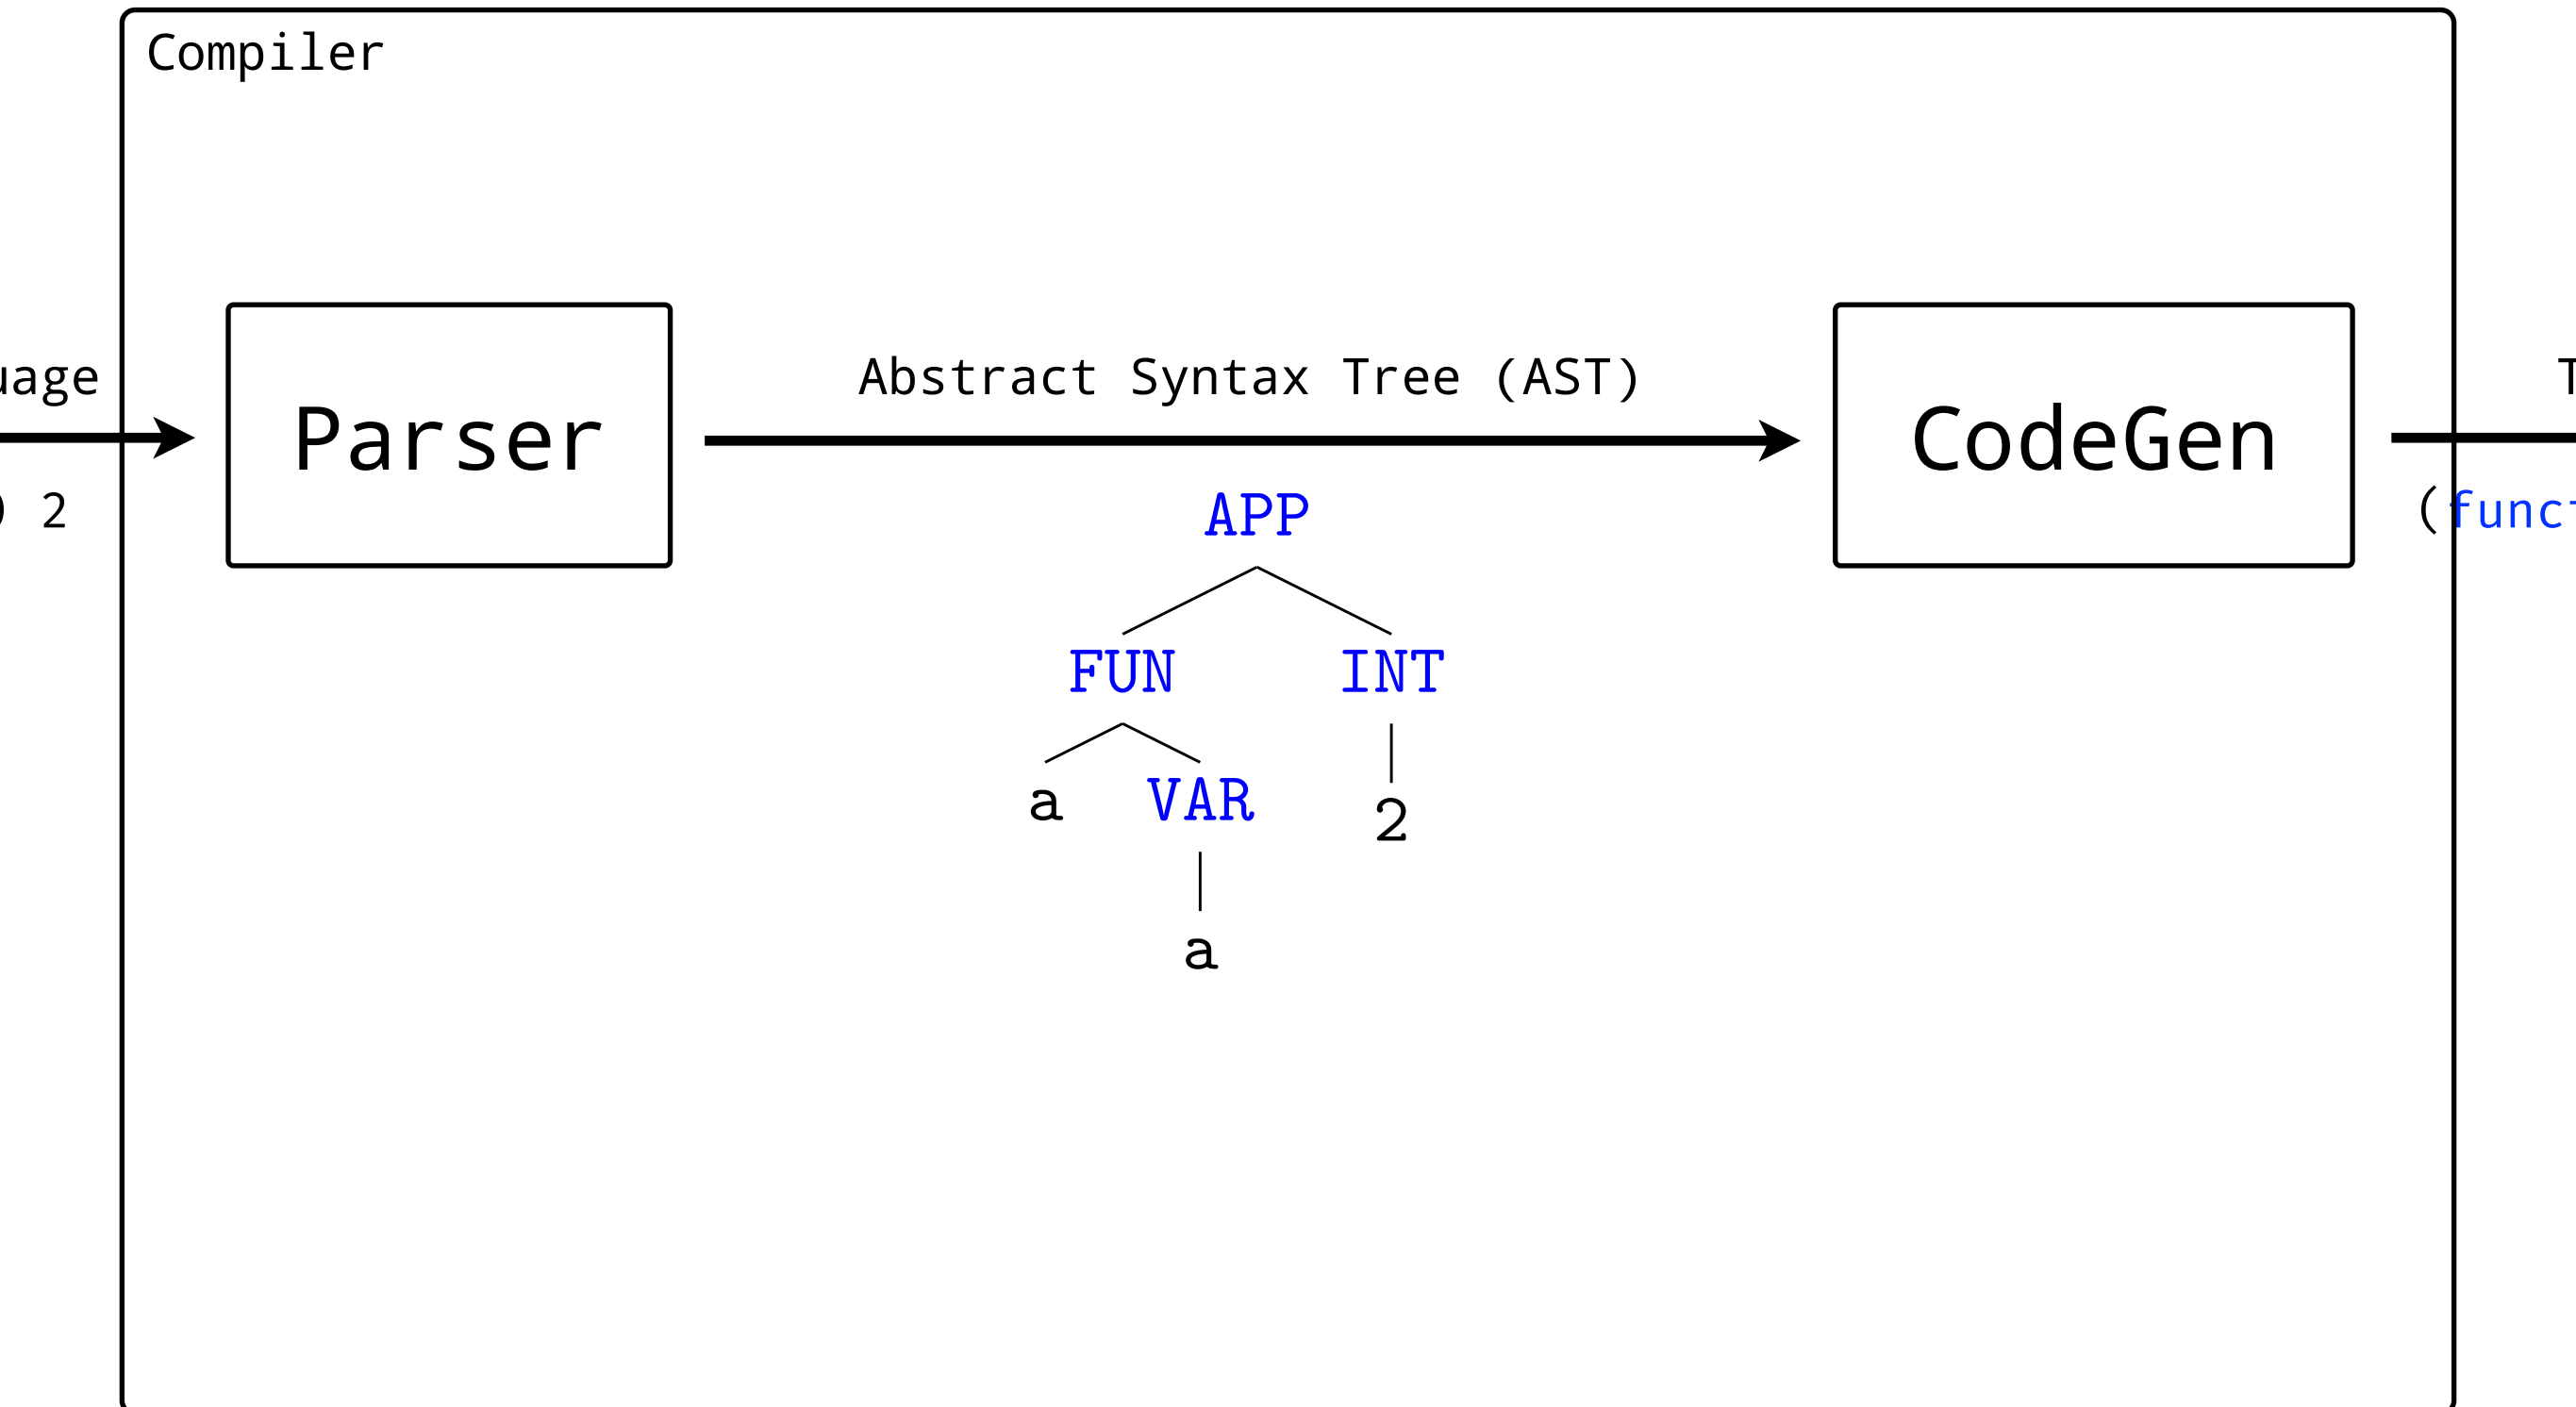 Compiler
uage
) 2
Parser
Abstract Syntax Tree (AST)
APP
FUN INT
a VAR 2
a
CodeGen
T
(func